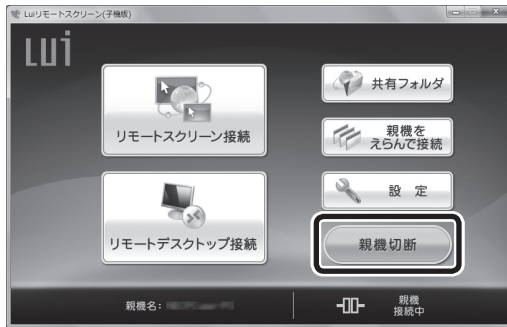 Luiリモートスクリーン(子機版)
Lui
リモートスクリーン接続
リモートデスクトップ接続
共有フォルダ
親機を
えらんで接続
設 定
親機切断
親機名:
親機
接続中